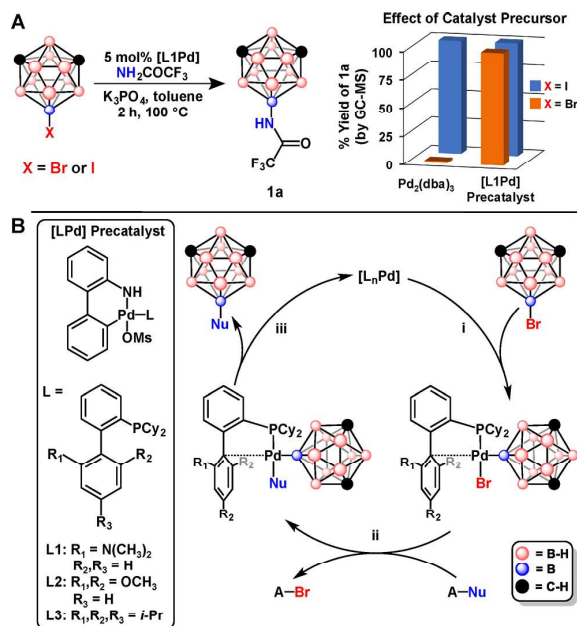 A
5 mol% [L1Pd]
NH2COCF3
K3PO4, toluene
2 h, 100 °C
X
X = Br or I
B
HN
O
F3C
1a
Effect of Catalyst Precursor
% Yield of 1a
(by GC-MS)
100
75
50
25
0
X = I
X = Br
Pd2(dba)3
[L1Pd]
Precatalyst
B
[LPd] Precatalyst
NH
Pd-L
OMs
L =
PCy2
R1
R2
R3
L1: R1 = N(CH3)2
R2,R3 = H
L2: R1,R2 = OCH3
R3 = H
L3: R1,R2,R3 = i-Pr
B
Nu
iii
[LnPd]
i
B
Br
PCy2
R1
R2
Pd
B
Nu
R2
PCy2
R1
R2
Pd
B
Br
R2
ii
A-Br
A-Nu
= B-H
= B
= C-H